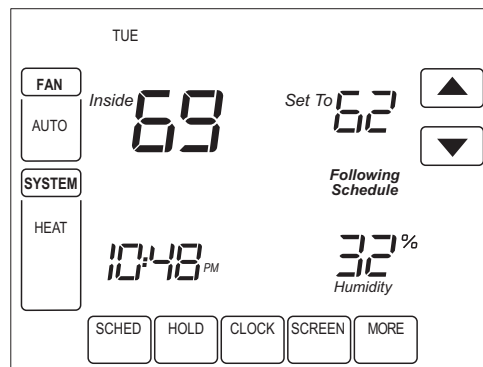 TUE
FAN
AUTO
Inside 69
Set To 62
SYSTEM
Following
Schedule
HEAT
10:48 PM
32%
Humidity
SCHED HOLD CLOCK SCREEN MORE